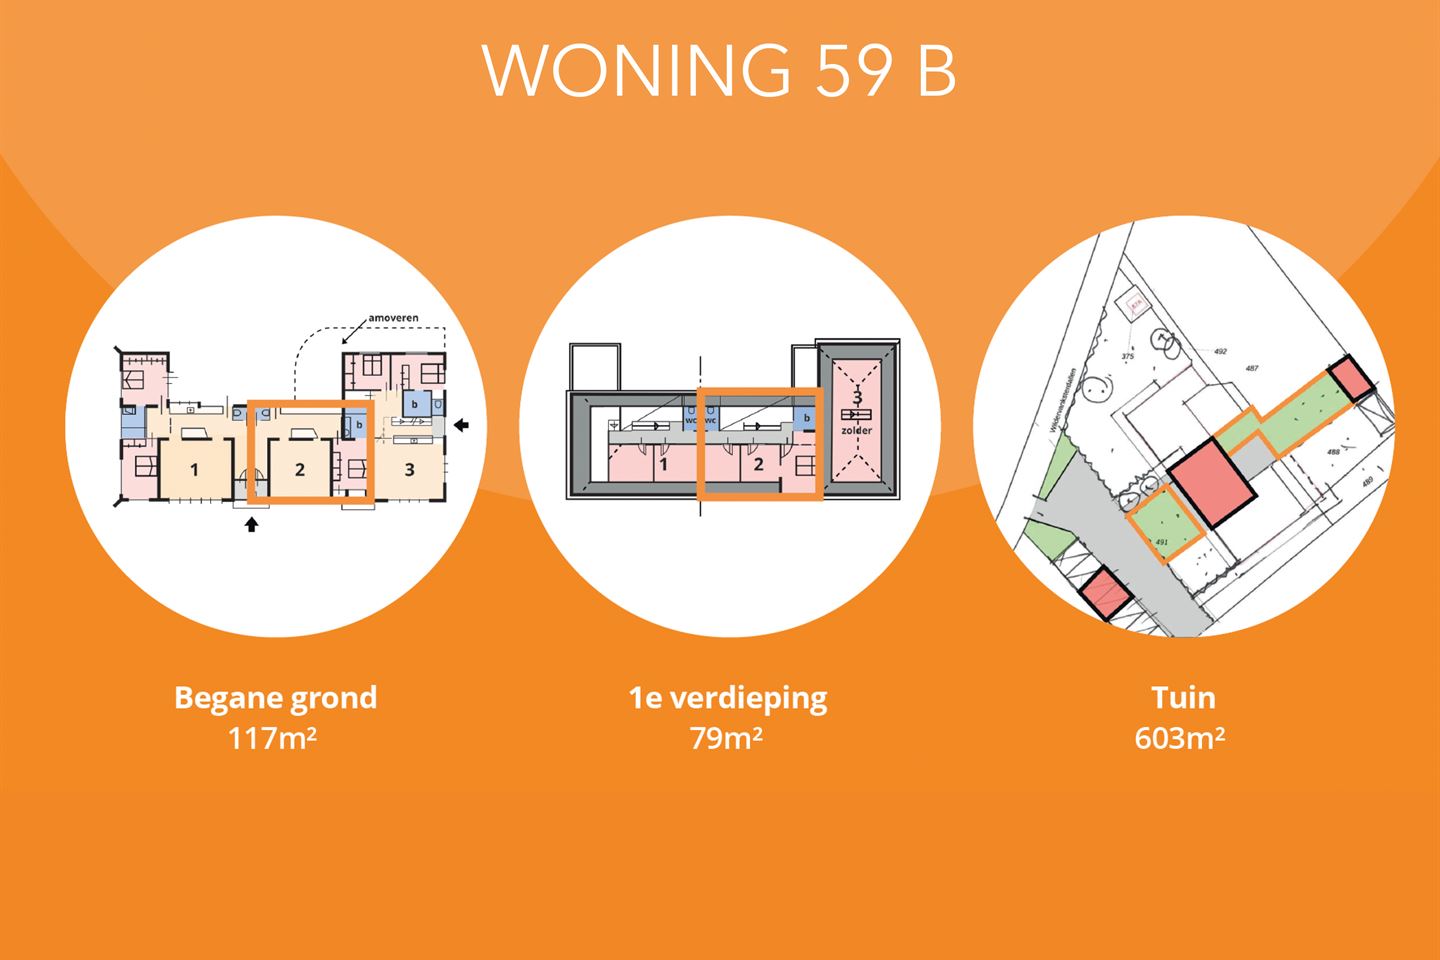 WONING 59 B
amoveren
b
b
1
2
3
wc
wc
b
1
2
3
zolder
Wildervanksterdallen
375
492
487
488
489
491
Begane grond
117m²
1e verdieping
79m²
Tuin
603m²